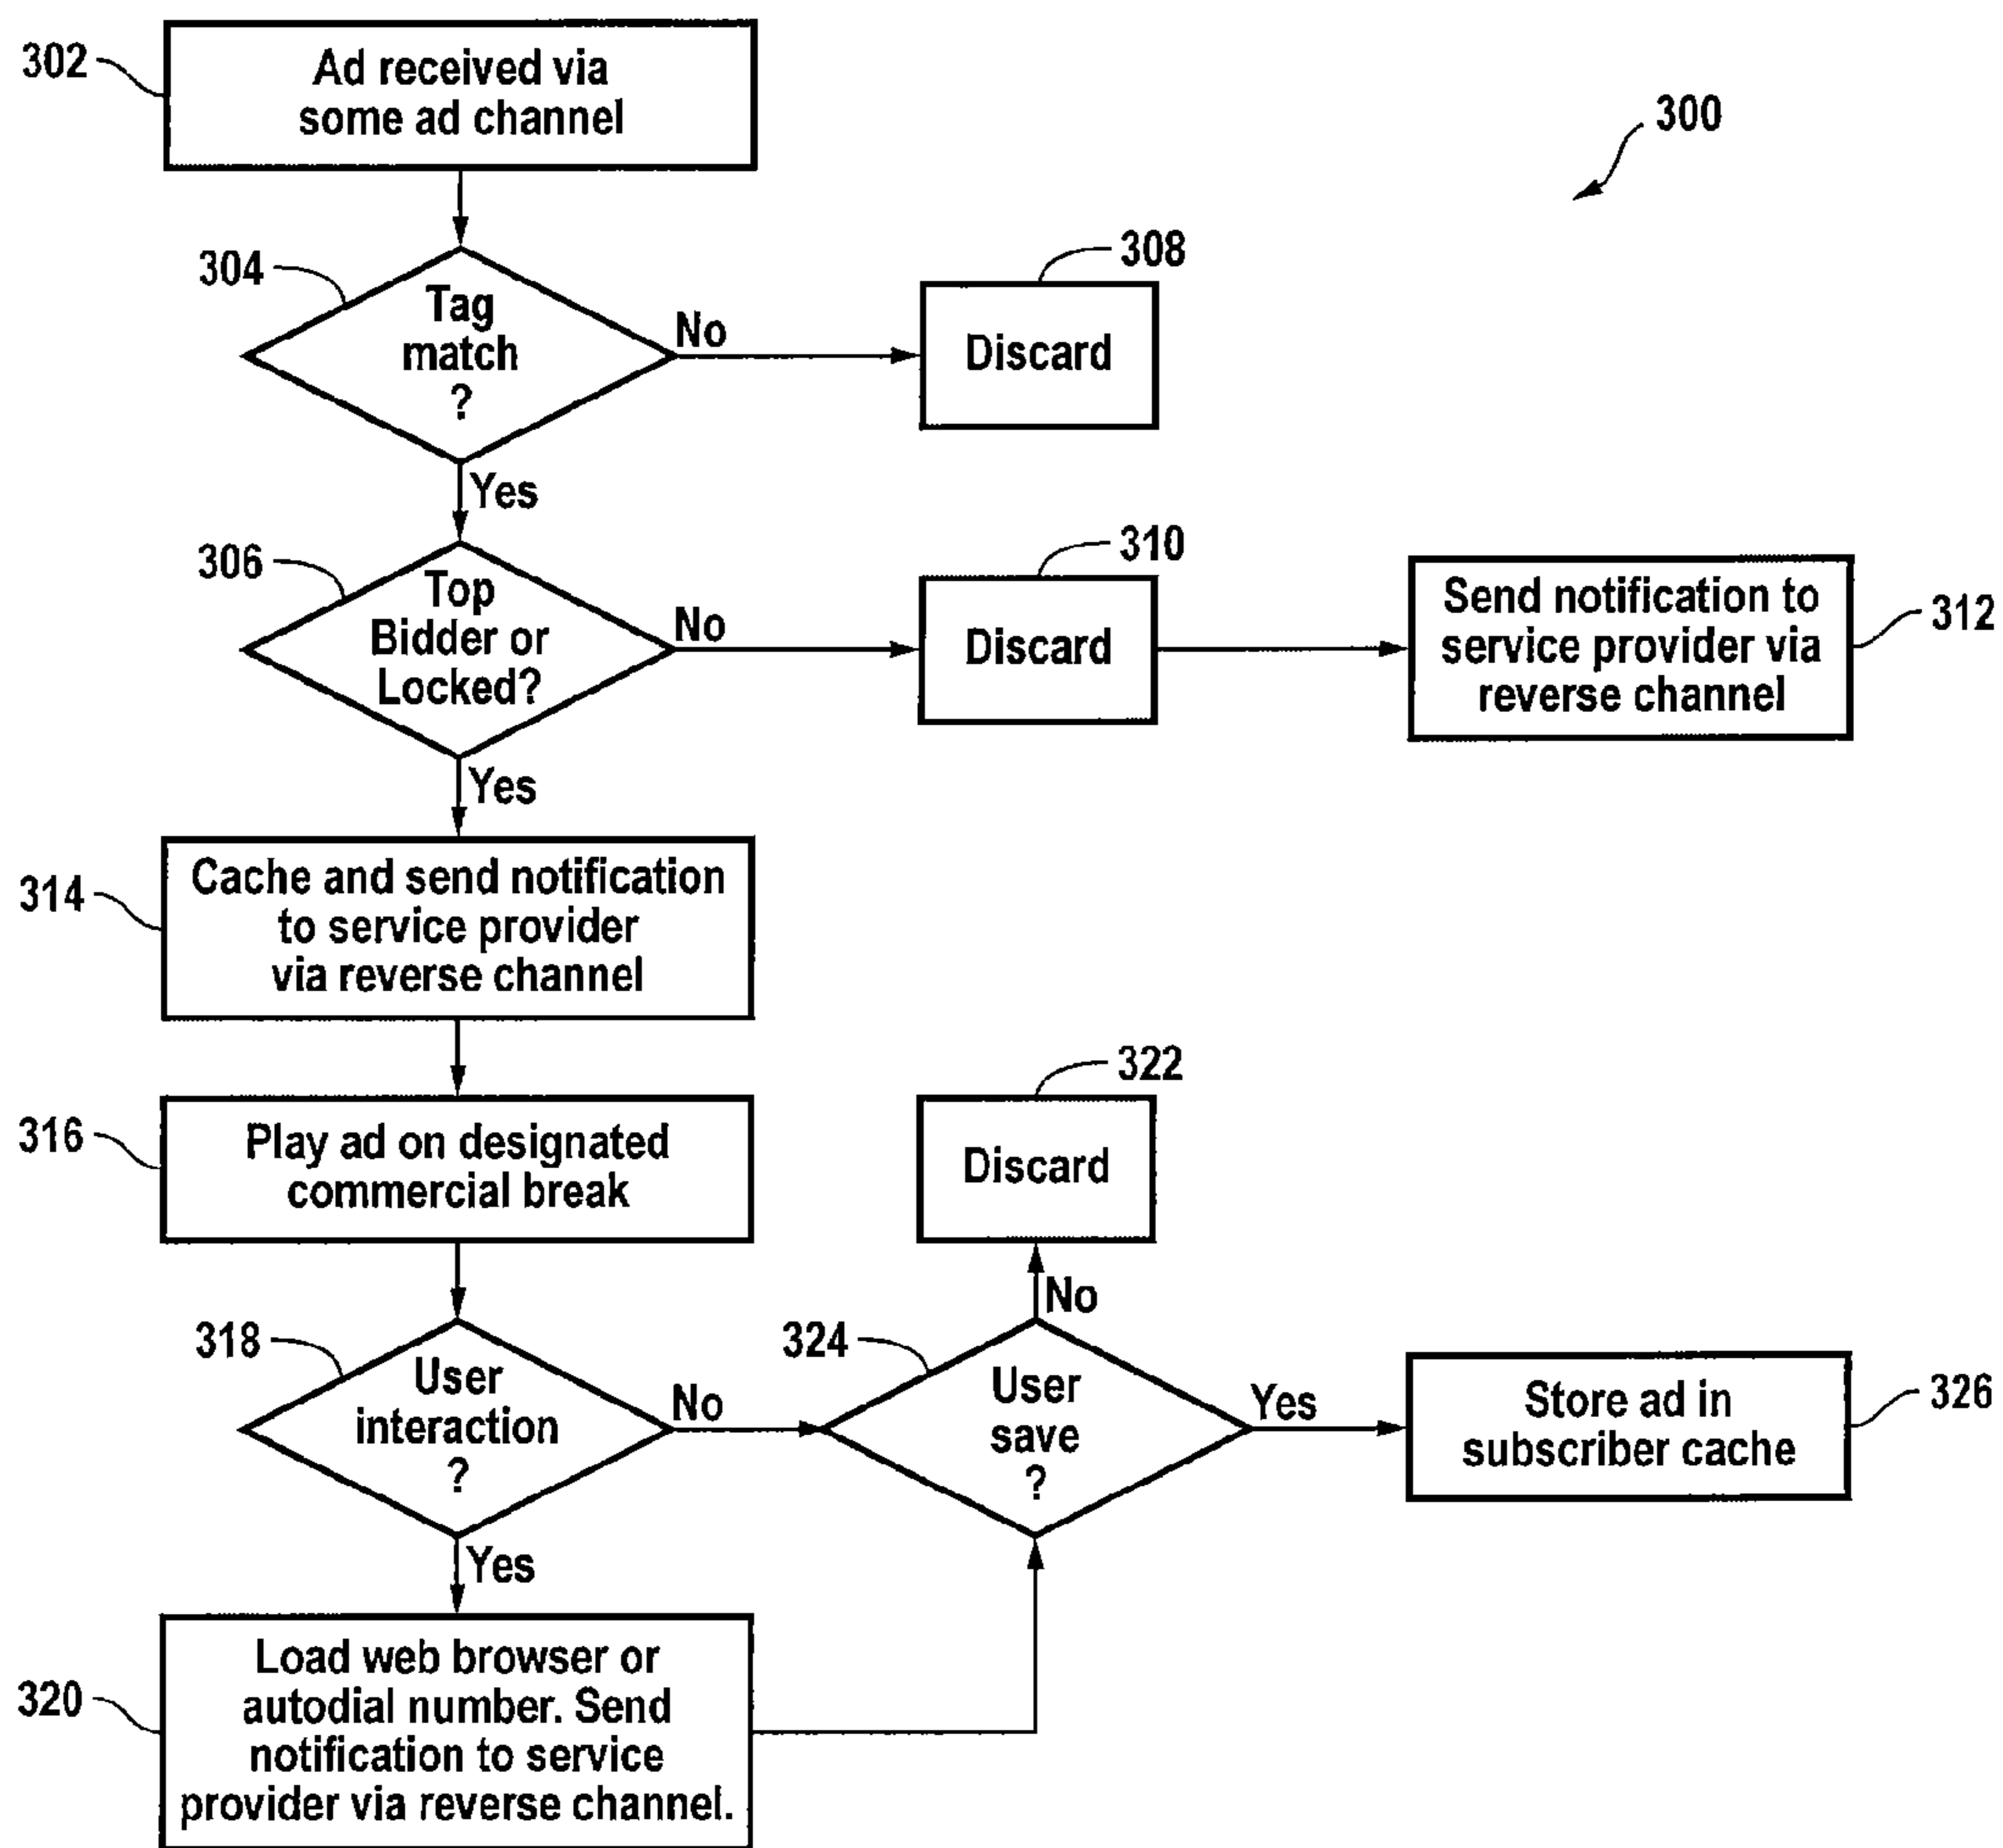 302
Ad received via
some ad channel
300
304
Tag
match
?
No
308
Discard
Yes
306
Top
Bidder or
Locked?
No
310
Discard
Send notification to
service provider via
reverse channel
312
Yes
314
Cache and send notification
to service provider
via reverse channel
316
Play ad on designated
commercial break
322
Discard
No
318
User
interaction
?
No
324
User
save
?
Yes
Store ad in
subscriber cache
326
Yes
320
Load web browser or
autodial number. Send
notification to service
provider via reverse channel.